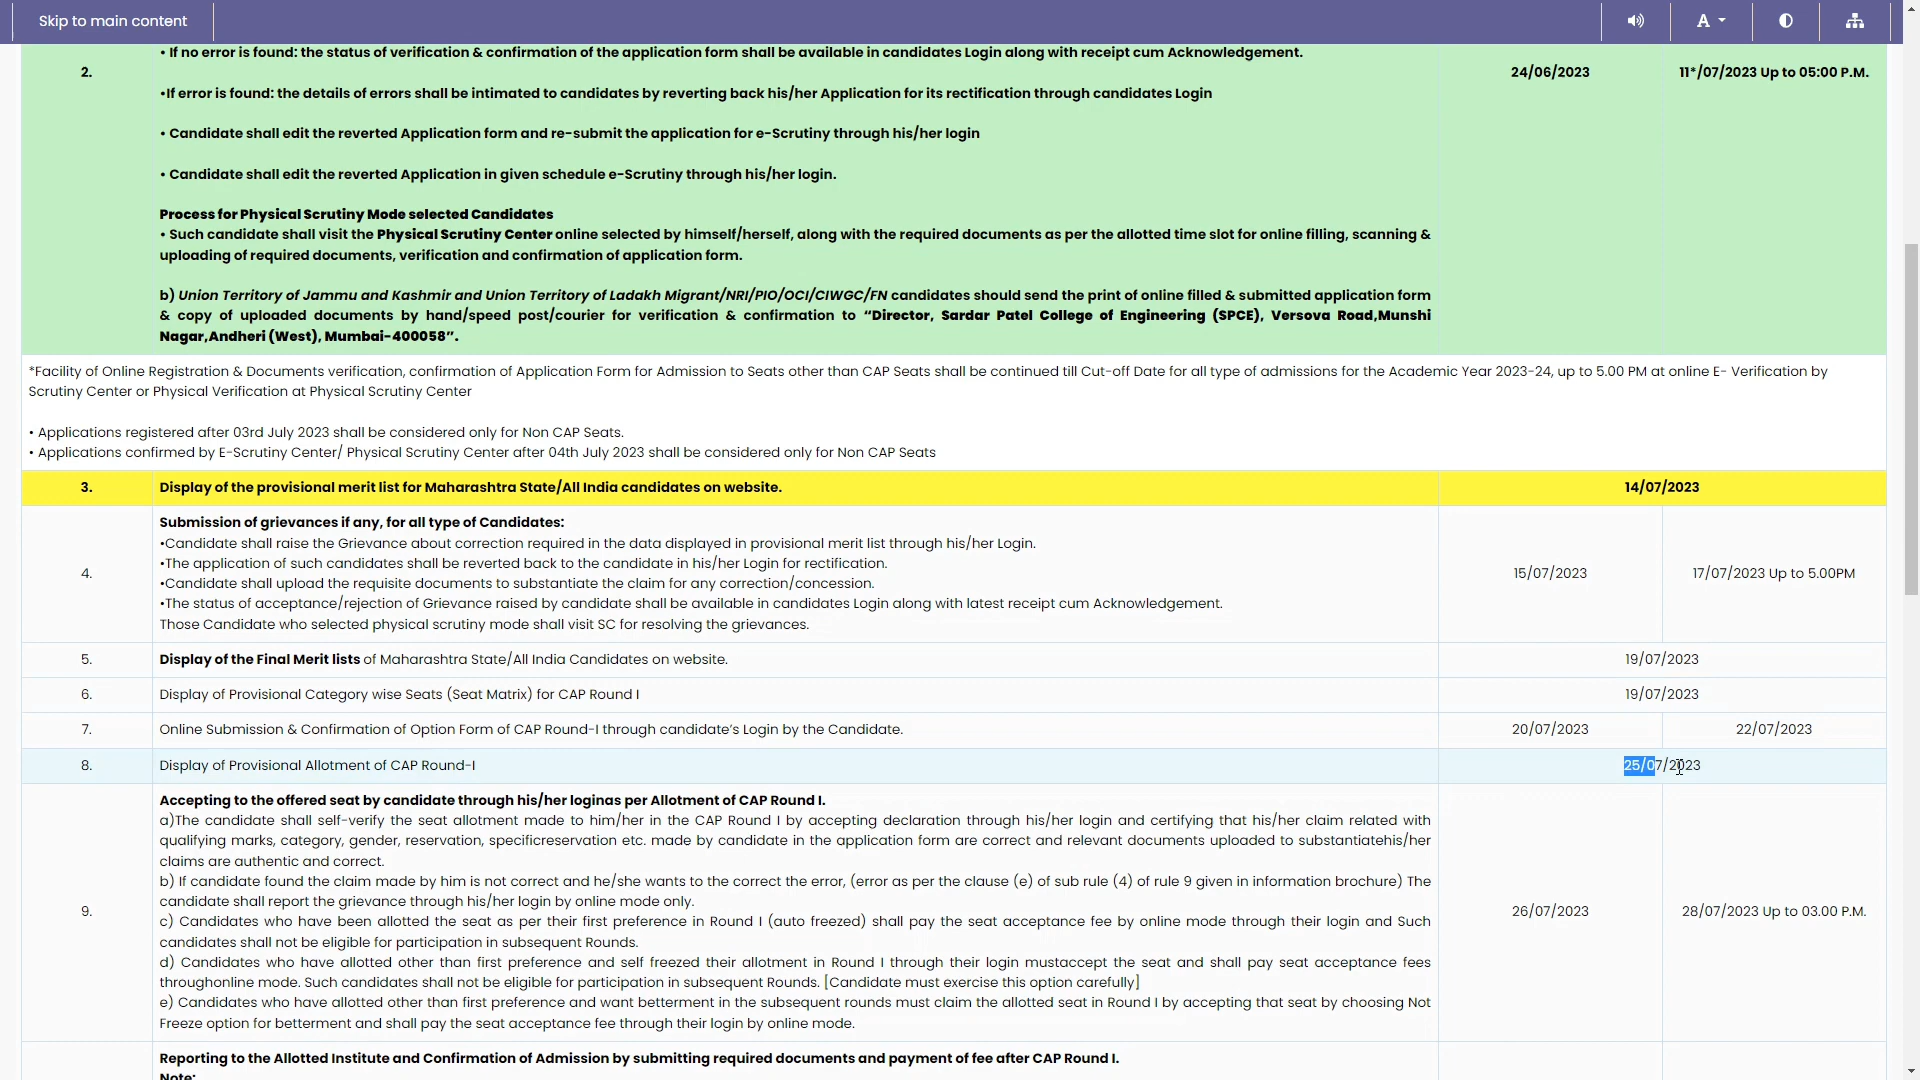 Skip to main content
A
• If no error is found: the status of verification & confirmation of the application form shall be available in candidates Login along with receipt cum Acknowledgement.
2.
24/06/2023
11*/07/2023 Up to 05:00 P.M.
•If error is found: the details of errors shall be intimated to candidates by reverting back his/her Application for its rectification through candidates Login
• Candidate shall edit the reverted Application form and re-submit the application for e-Scrutiny through his/her login
• Candidate shall edit the reverted Application in given schedule e-Scrutiny through his/her login.
Process for Physical Scrutiny Mode selected Candidates
• Such candidate shall visit the Physical Scrutiny Center online selected by himself/herself, along with the required documents as per the allotted time slot for online filling, scanning &
uploading of required documents, verification and confirmation of application form.
b) Union Territory of Jammu and Kashmir and Union Territory of Ladakh Migrant/NRI/PIO/OCI/CIWGC/FN candidates should send the print of online filled & submitted application form
& copy of uploaded documents by hand/speed post/courier for verification & confirmation to “Director, Sardar Patel College of Engineering (SPCE), Versova Road,Munshi
Nagar,Andheri (West), Mumbai-400058”.
*Facility of Online Registration & Documents verification, confirmation of Application Form for Admission to Seats other than CAP Seats shall be continued till Cut-off Date for all type of admissions for the Academic Year 2023-24, up to 5.00 PM at online E- Verification by
Scrutiny Center or Physical Verification at Physical Scrutiny Center
• Applications registered after 03rd July 2023 shall be considered only for Non CAP Seats.
• Applications confirmed by E-Scrutiny Center/ Physical Scrutiny Center after 04th July 2023 shall be considered only for Non CAP Seats
3.
Display of the provisional merit list for Maharashtra State/All India candidates on website.
14/07/2023
Submission of grievances if any, for all type of Candidates:
•Candidate shall raise the Grievance about correction required in the data displayed in provisional merit list through his/her Login.
•The application of such candidates shall be reverted back to the candidate in his/her Login for rectification.
4.
15/07/2023
17/07/2023 Up to 5.00PM
•Candidate shall upload the requisite documents to substantiate the claim for any correction/concession.
•The status of acceptance/rejection of Grievance raised by candidate shall be available in candidates Login along with latest receipt cum Acknowledgement.
Those Candidate who selected physical scrutiny mode shall visit SC for resolving the grievances.
5.
Display of the Final Merit lists of Maharashtra State/All India Candidates on website.
19/07/2023
6.
Display of Provisional Category wise Seats (Seat Matrix) for CAP Round I
19/07/2023
7.
Online Submission & Confirmation of Option Form of CAP Round-I through candidate’s Login by the Candidate.
20/07/2023
22/07/2023
8.
Display of Provisional Allotment of CAP Round-I
25/07/2023
Accepting to the offered seat by candidate through his/her loginas per Allotment of CAP Round I.
a)The candidate shall self-verify the seat allotment made to him/her in the CAP Round I by accepting declaration through his/her login and certifying that his/her claim related with
qualifying marks, category, gender, reservation, specificreservation etc. made by candidate in the application form are correct and relevant documents uploaded to substantiatehis/her
claims are authentic and correct.
b) If candidate found the claim made by him is not correct and he/she wants to the correct the error, (error as per the clause (e) of sub rule (4) of rule 9 given in information brochure) The
candidate shall report the grievance through his/her login by online mode only.
9.
26/07/2023
28/07/2023 Up to 03.00 P.M.
c) Candidates who have been allotted the seat as per their first preference in Round I (auto freezed) shall pay the seat acceptance fee by online mode through their login and Such
candidates shall not be eligible for participation in subsequent Rounds.
d) Candidates who have allotted other than first preference and self freezed their allotment in Round I through their login mustaccept the seat and shall pay seat acceptance fees
throughonline mode. Such candidates shall not be eligible for participation in subsequent Rounds. [Candidate must exercise this option carefully]
e) Candidates who have allotted other than first preference and want betterment in the subsequent rounds must claim the allotted seat in Round I by accepting that seat by choosing Not
Freeze option for betterment and shall pay the seat acceptance fee through their login by online mode.
Reporting to the Allotted Institute and Confirmation of Admission by submitting required documents and payment of fee after CAP Round I.
Note: